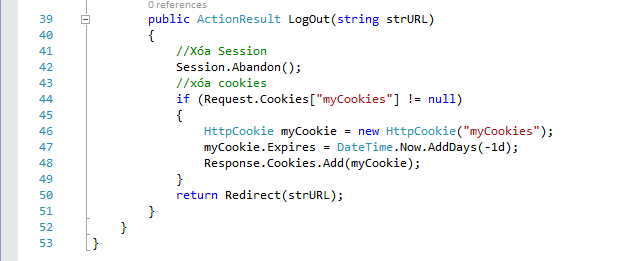 0 references
39 public ActionResult LogOut(string strURL)
40 {
41 //Xóa Session
42 Session.Abandon();
43 //xóa cookies
44 if (Request.Cookies["myCookies"] != null)
45 {
46 HttpCookie myCookie = new HttpCookie("myCookies");
47 myCookie.Expires = DateTime.Now.AddDays(-1d);
48 Response.Cookies.Add(myCookie);
49 }
50 return Redirect(strURL);
51 }
52 }
53 }